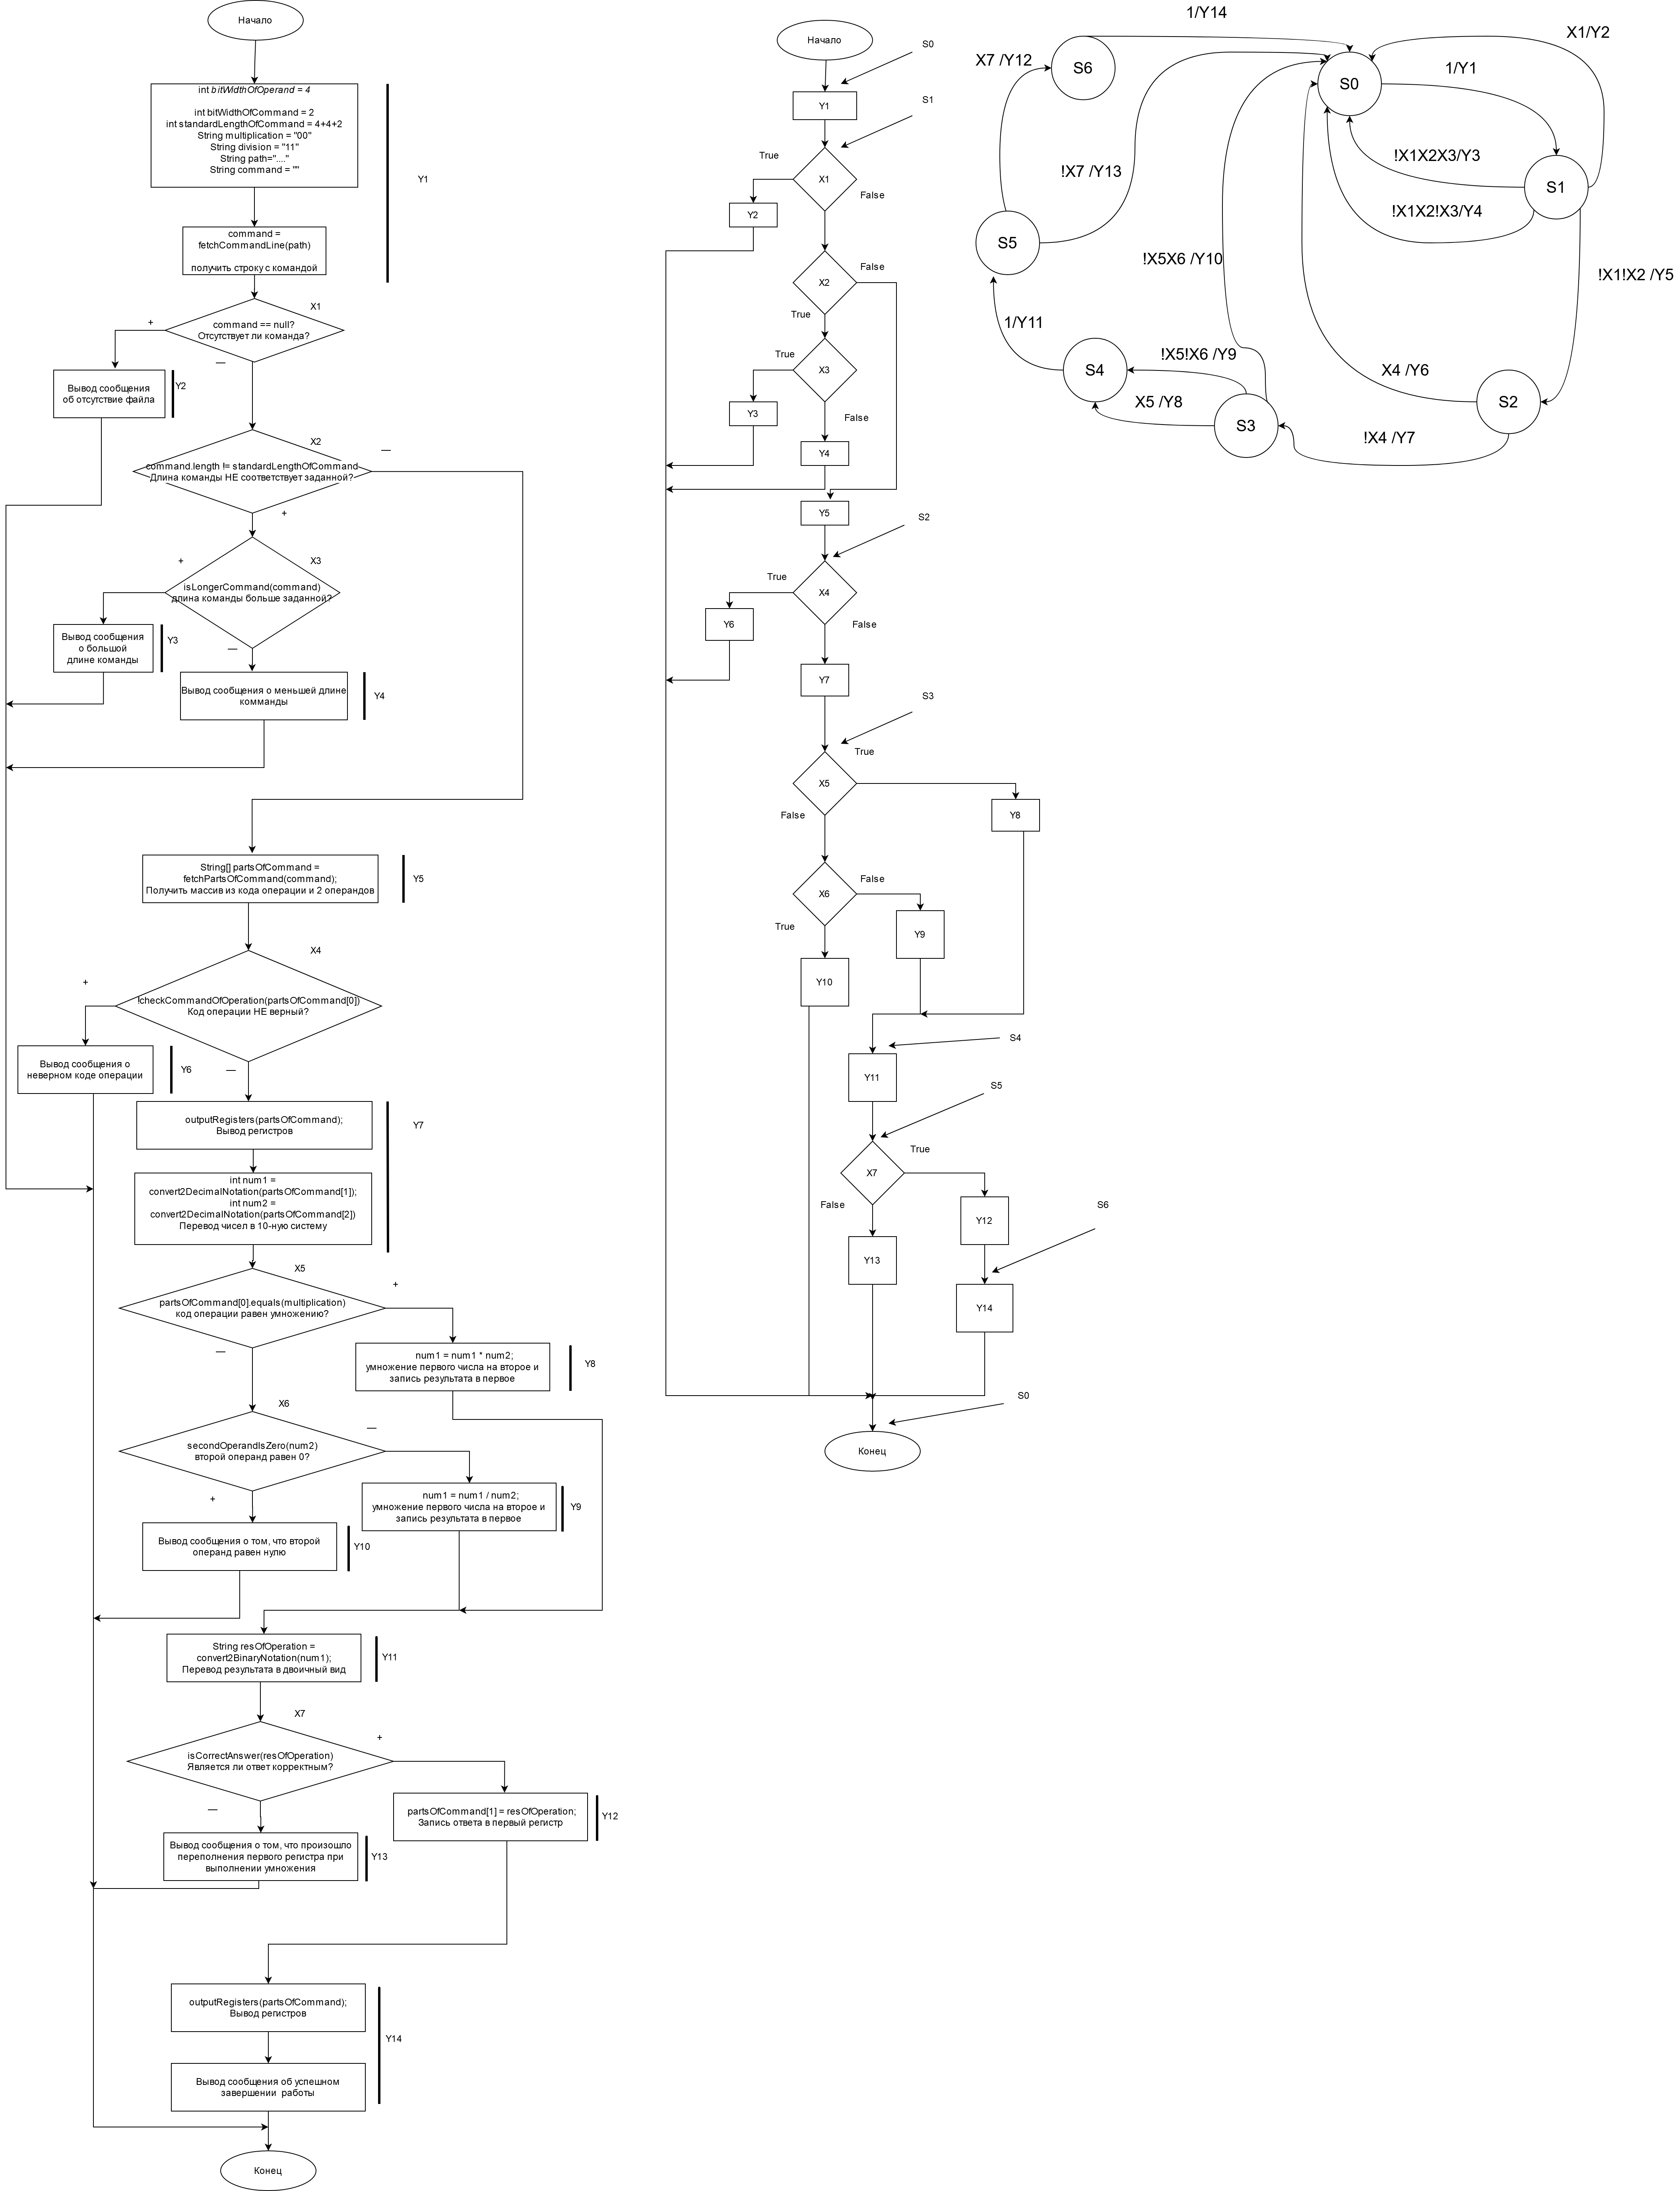 Начало
int bitWidthOfOperand = 4
int bitWidthOfCommand = 2
int standardLengthOfCommand = 4+4+2
String multiplication = "00"
String division = "11"
String path="...."
String command = ""
Y1
command =
fetchCommandLine(path)
получить строку с командой
X1
command == null?
Отсутствует ли команда?
+
—
Вывод сообщения
об отсутствие файла
Y2
X2
command.length != standardLengthOfCommand
Длина команды НЕ соответствует заданной?
—
+
X3
+
isLongerCommand(command)
длина команды больше заданной?
—
Вывод сообщения
о большой
длине команды
Y3
Вывод сообщения о меньшей длине
комманды
Y4
String[] partsOfCommand =
fetchPartsOfCommand(command);
Получить массив из кода операции и 2 операндов
Y5
X4
+
!checkCommandOfOperation(partsOfCommand[0])
Код операции НЕ верный?
—
Вывод сообщения о
неверном коде операции
Y6
outputRegisters(partsOfCommand);
Вывод регистров
Y7
int num1 =
convert2DecimalNotation(partsOfCommand[1]);
int num2 =
convert2DecimalNotation(partsOfCommand[2])
Перевод чисел в 10-ную систему
X5
+
partsOfCommand[0].equals(multiplication)
код операции равен умножению?
—
num1 = num1 * num2;
умножение первого числа на второе и
запись результата в первое
Y8
X6
—
secondOperandIsZero(num2)
второй операнд равен 0?
+
num1 = num1 / num2;
умножение первого числа на второе и
запись результата в первое
Y9
Вывод сообщения о том, что второй
операнд равен нулю
Y10
String resOfOperation =
convert2BinaryNotation(num1);
Перевод результата в двоичный вид
Y11
X7
+
isCorrectAnswer(resOfOperation)
Является ли ответ корректным?
—
partsOfCommand[1] = resOfOperation;
Запись ответа в первый регистр
Y12
Вывод сообщения о том, что произошло
переполнения первого регистра при
выполнении умножения
Y13
outputRegisters(partsOfCommand);
Вывод регистров
Y14
Вывод сообщения об успешном
завершении работы
Конец
Начало
S0
Y1
S1
True
X1
False
Y2
X2
False
True
True
X3
Y3
False
Y4
Y5
S2
True
X4
Y6
False
Y7
S3
True
X5
False
Y8
X6
False
True
Y9
Y10
S4
Y11
S5
True
X7
False
Y12
S6
Y13
Y14
S0
Конец
1/Y14
X1/Y2
X7 /Y12
S6
S0
1/Y1
!X7 /Y13
!X1X2X3/Y3
S1
!X1X2!X3/Y4
S5
!X5X6 /Y10
!X1!X2 /Y5
1/Y11
!X5!X6 /Y9
S4
X4 /Y6
X5 /Y8
S2
S3
!X4 /Y7